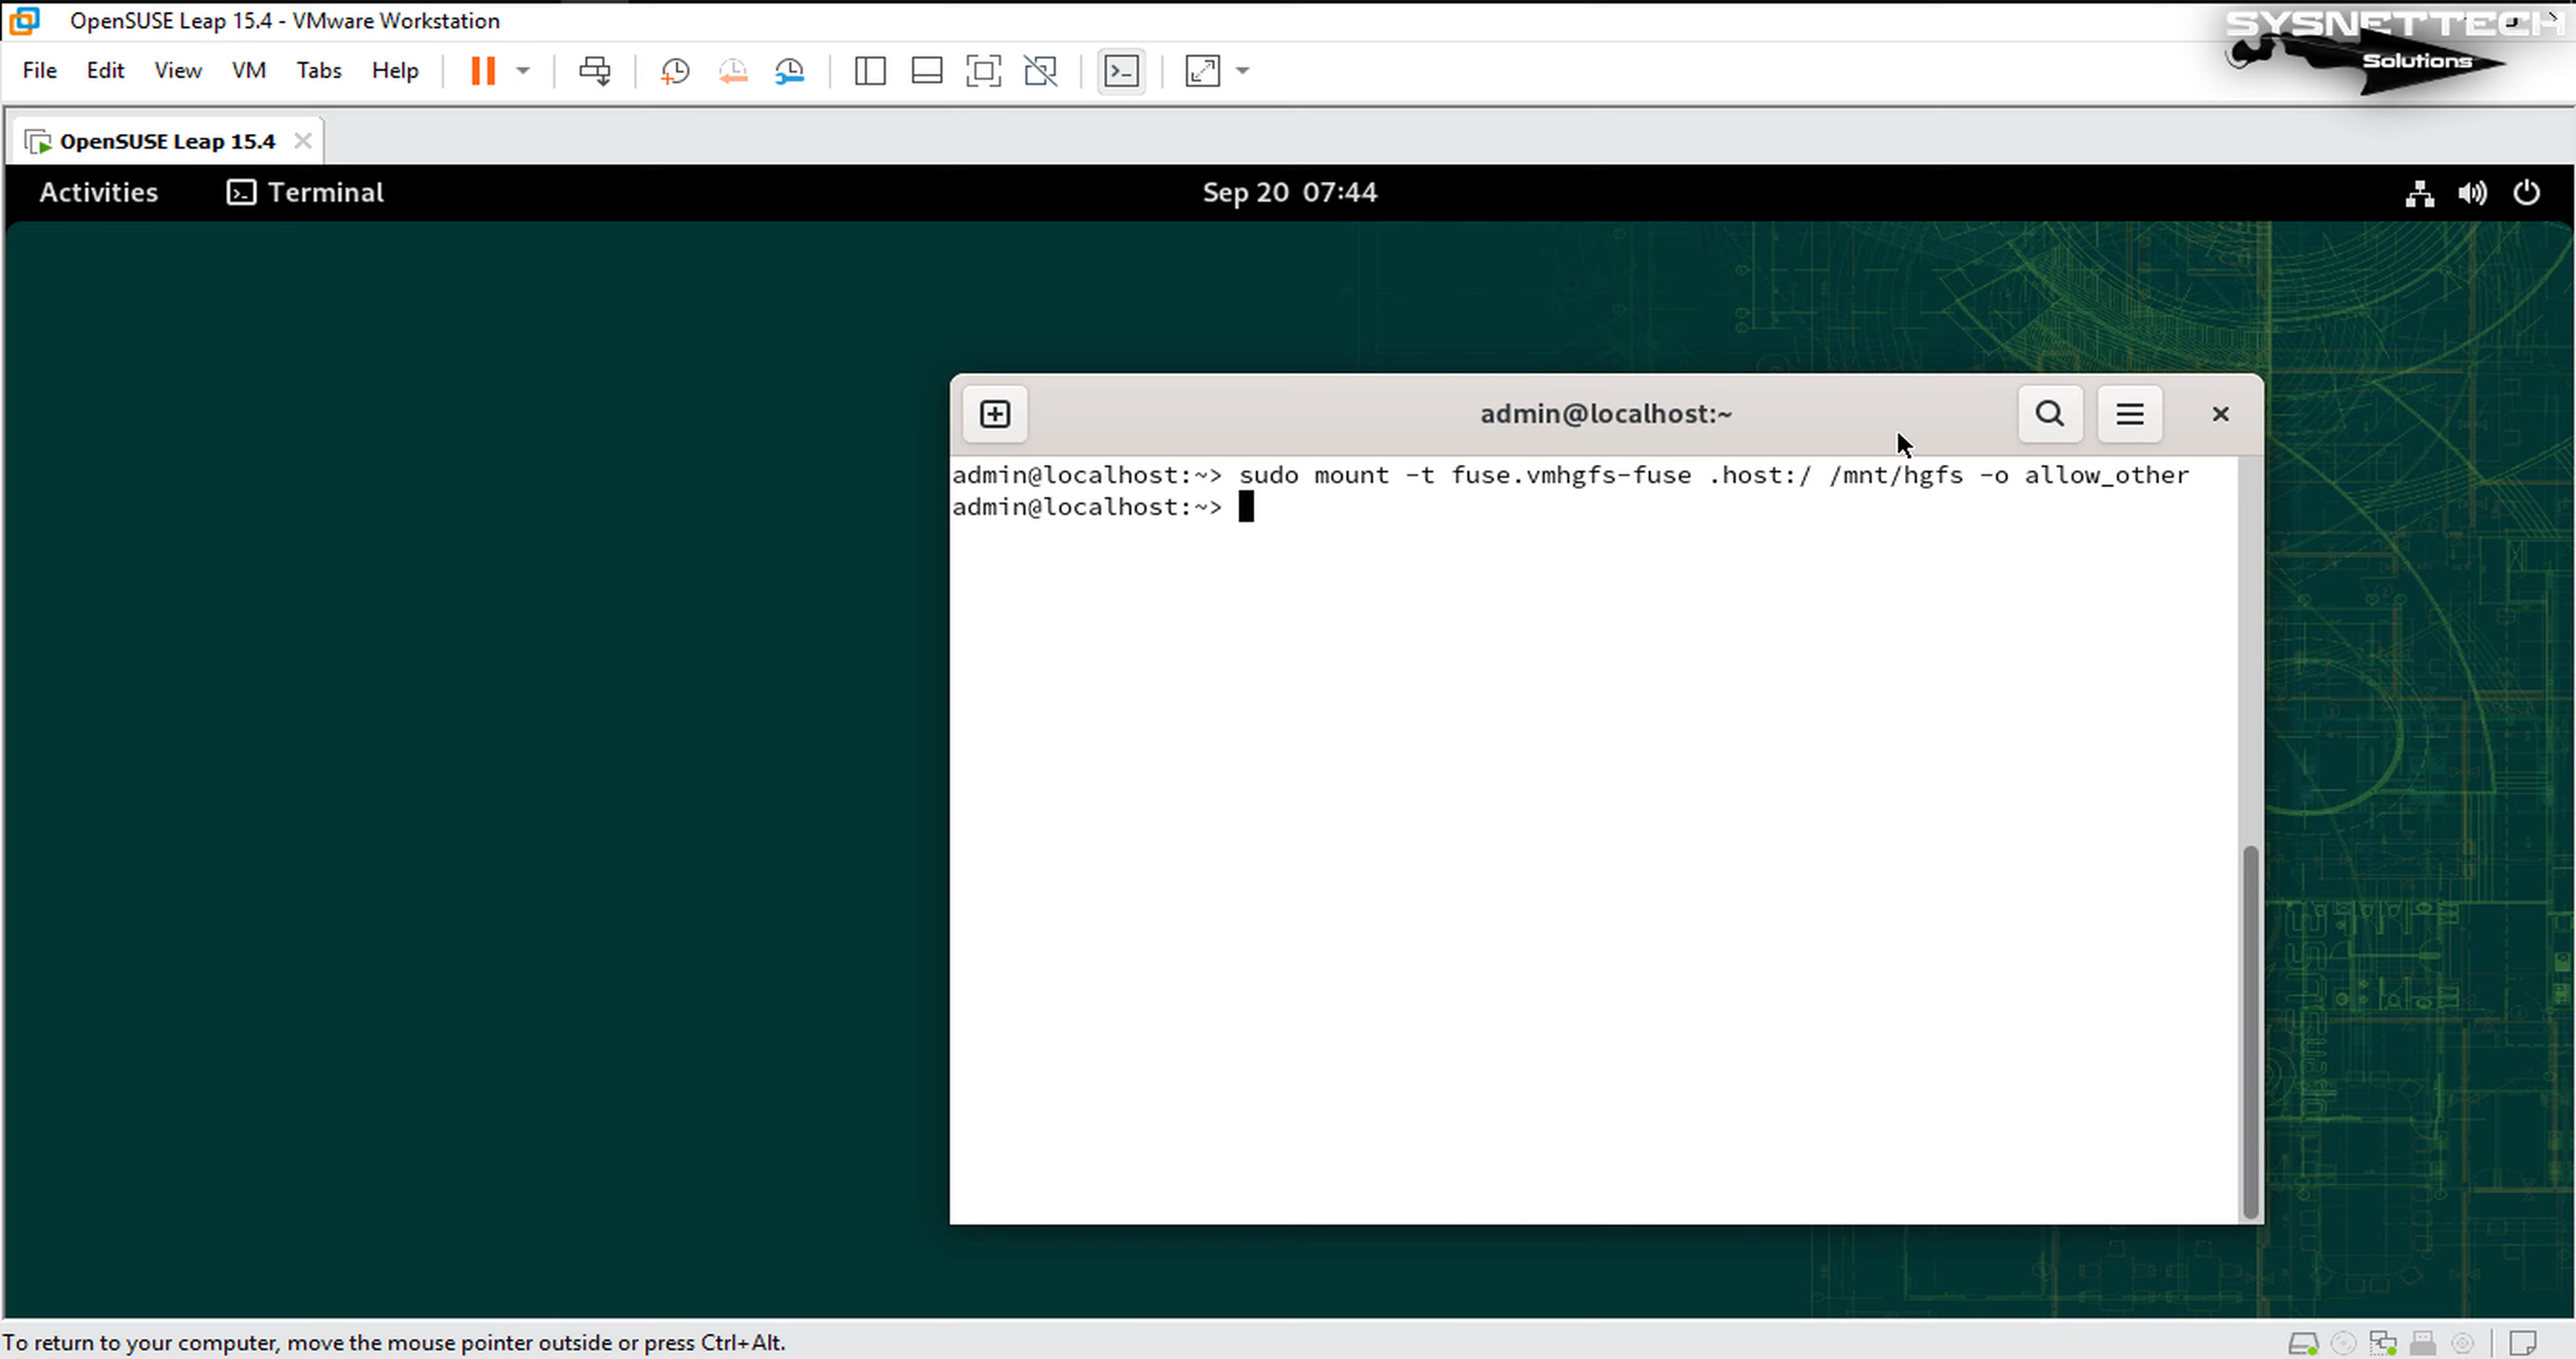 OpenSUSE Leap 15.4 - VMware Workstation
SYSNETTECH
Solutions
File Edit View VM Tabs Help
OpenSUSE Leap 15.4
Activities Terminal Sep 20 07:44
admin@localhost:~
admin@localhost:~> sudo mount -t fuse.vmhgfs-fuse .host:/ /mnt/hgfs -o allow_other
admin@localhost:~>
openSUSE
To return to your computer, move the mouse pointer outside or press Ctrl+Alt.